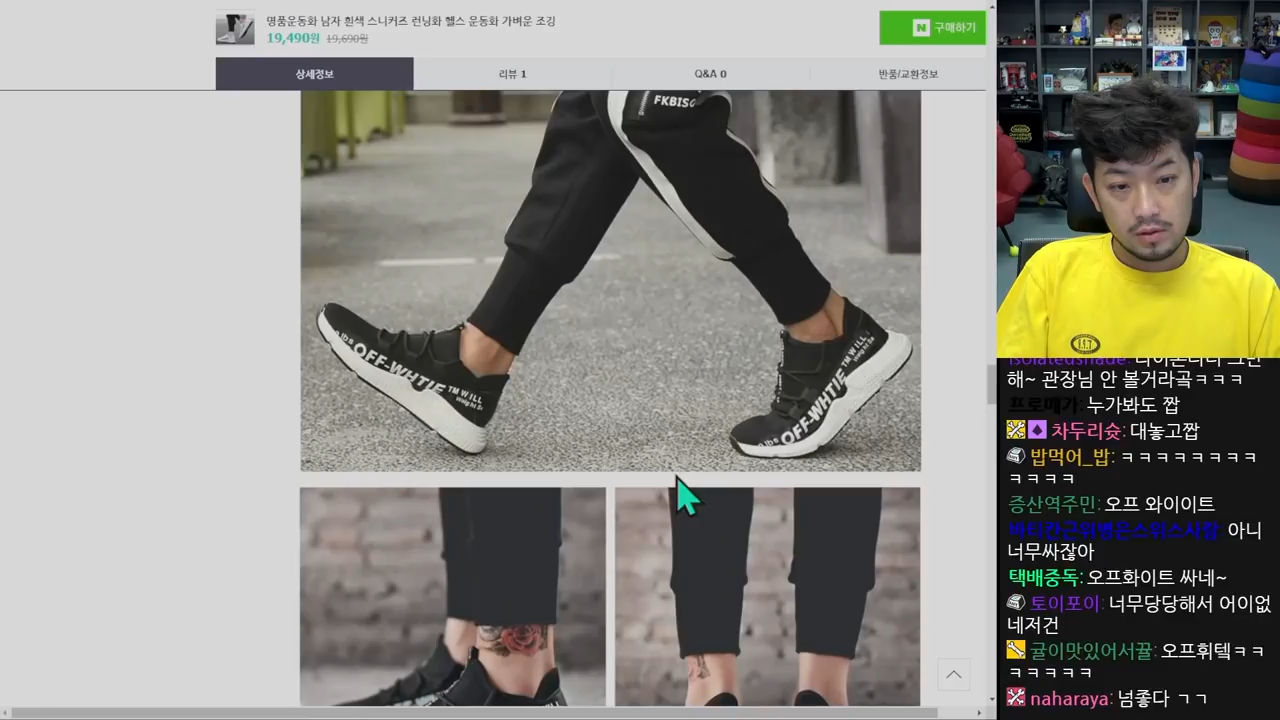 명품운동화 남자 흰색 스니커즈 런닝화 헬스 운동화 가벼운 조깅
19,490원 19,690원
N 구매하기
상세정보 리뷰 1 Q&A 0 반품/교환정보
FKBISO
OFF-WHTIE TM WILL
OFF-WHTIE TM WILL
해~ 관장님 안 볼거라곸ㅋㅋㅋ
프로매가: 누가봐도 짭
차두리슛: 대놓고짭
밥먹어_밥: ㅋㅋㅋㅋㅋㅋㅋㅋ
ㅋㅋㅋㅋ
증산역주민: 오프 와이이트
바티칸근위병은스위스사람: 아니
너무싸잖아
택배중독: 오프화이트 싸네~
토이포이: 너무당당해서 어이없
네저건
귤이맛있어서꿀: 오프휘텤ㅋㅋ
ㅋㅋㅋㅋㅋ
naharaya: 넘좋다 ㄱㄱ